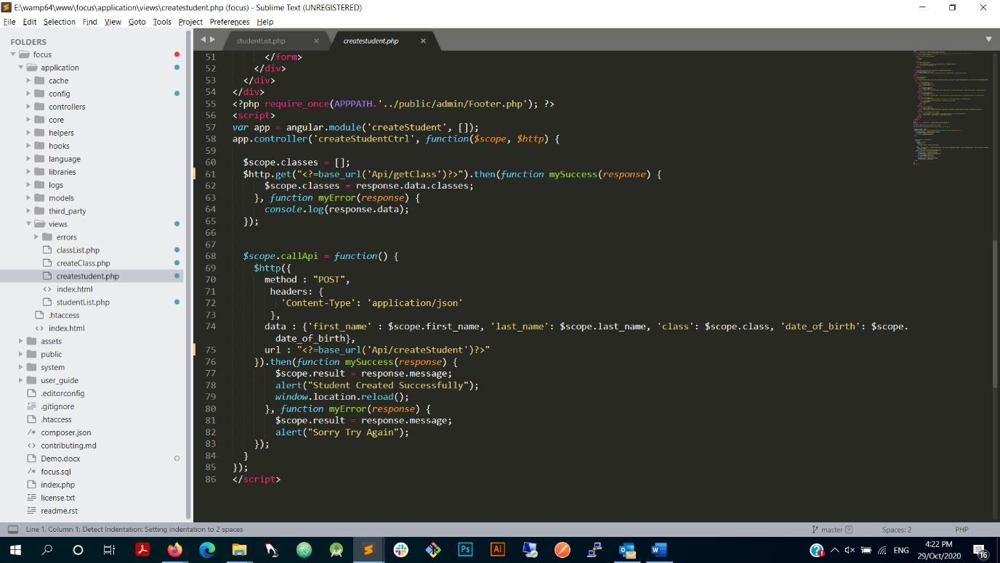 E:\wamp64\www\focus\application\views\createstudent.php (focus) - Sublime Text (UNREGISTERED)
File Edit Selection Find View Goto Tools Project Preferences Help
FOLDERS
focus
application
cache
config
controllers
core
helpers
hooks
language
libraries
logs
models
third_party
views
errors
classList.php
createClass.php
createstudent.php
index.html
studentList.php
.htaccess
index.html
assets
public
system
user_guide
.editorconfig
.gitignore
.htaccess
composer.json
contributing.md
Demo.docx
focus.sql
index.php
license.txt
readme.rst
studentList.php createstudent.php
51 </form>
52 </div>
53 </div>
54 </div>
55 <?php require_once(APPPATH.'../public/admin/Footer.php'); ?>
56 <script>
57 var app = angular.module('createStudent', []);
58 app.controller('createStudentCtrl', function($scope, $http) {
59
60 $scope.classes = [];
61 $http.get("<?=base_url('Api/getClass')?>").then(function mySuccess(response) {
62 $scope.classes = response.data.classes;
63 }, function myError(response) {
64 console.log(response.data);
65 });
66
67
68 $scope.callApi = function() {
69 $http({
70 method : "POST",
71 headers: {
72 'Content-Type': 'application/json'
73 },
74 data : {'first_name' : $scope.first_name, 'last_name': $scope.last_name, 'class': $scope.class, 'date_of_birth': $scope.
date_of_birth},
75 url : "<?=base_url('Api/createStudent')?>"
76 }).then(function mySuccess(response) {
77 $scope.result = response.message;
78 alert("Student Created Successfully");
79 window.location.reload();
80 }, function myError(response) {
81 $scope.result = response.message;
82 alert("Sorry Try Again");
83 });
84 }
85 });
86 </script>
Line 1, Column 1; Detect Indentation: Setting indentation to 2 spaces
master 9 Spaces: 2 PHP
Ps Ai
ENG
4:22 PM
29/Oct/2020
16